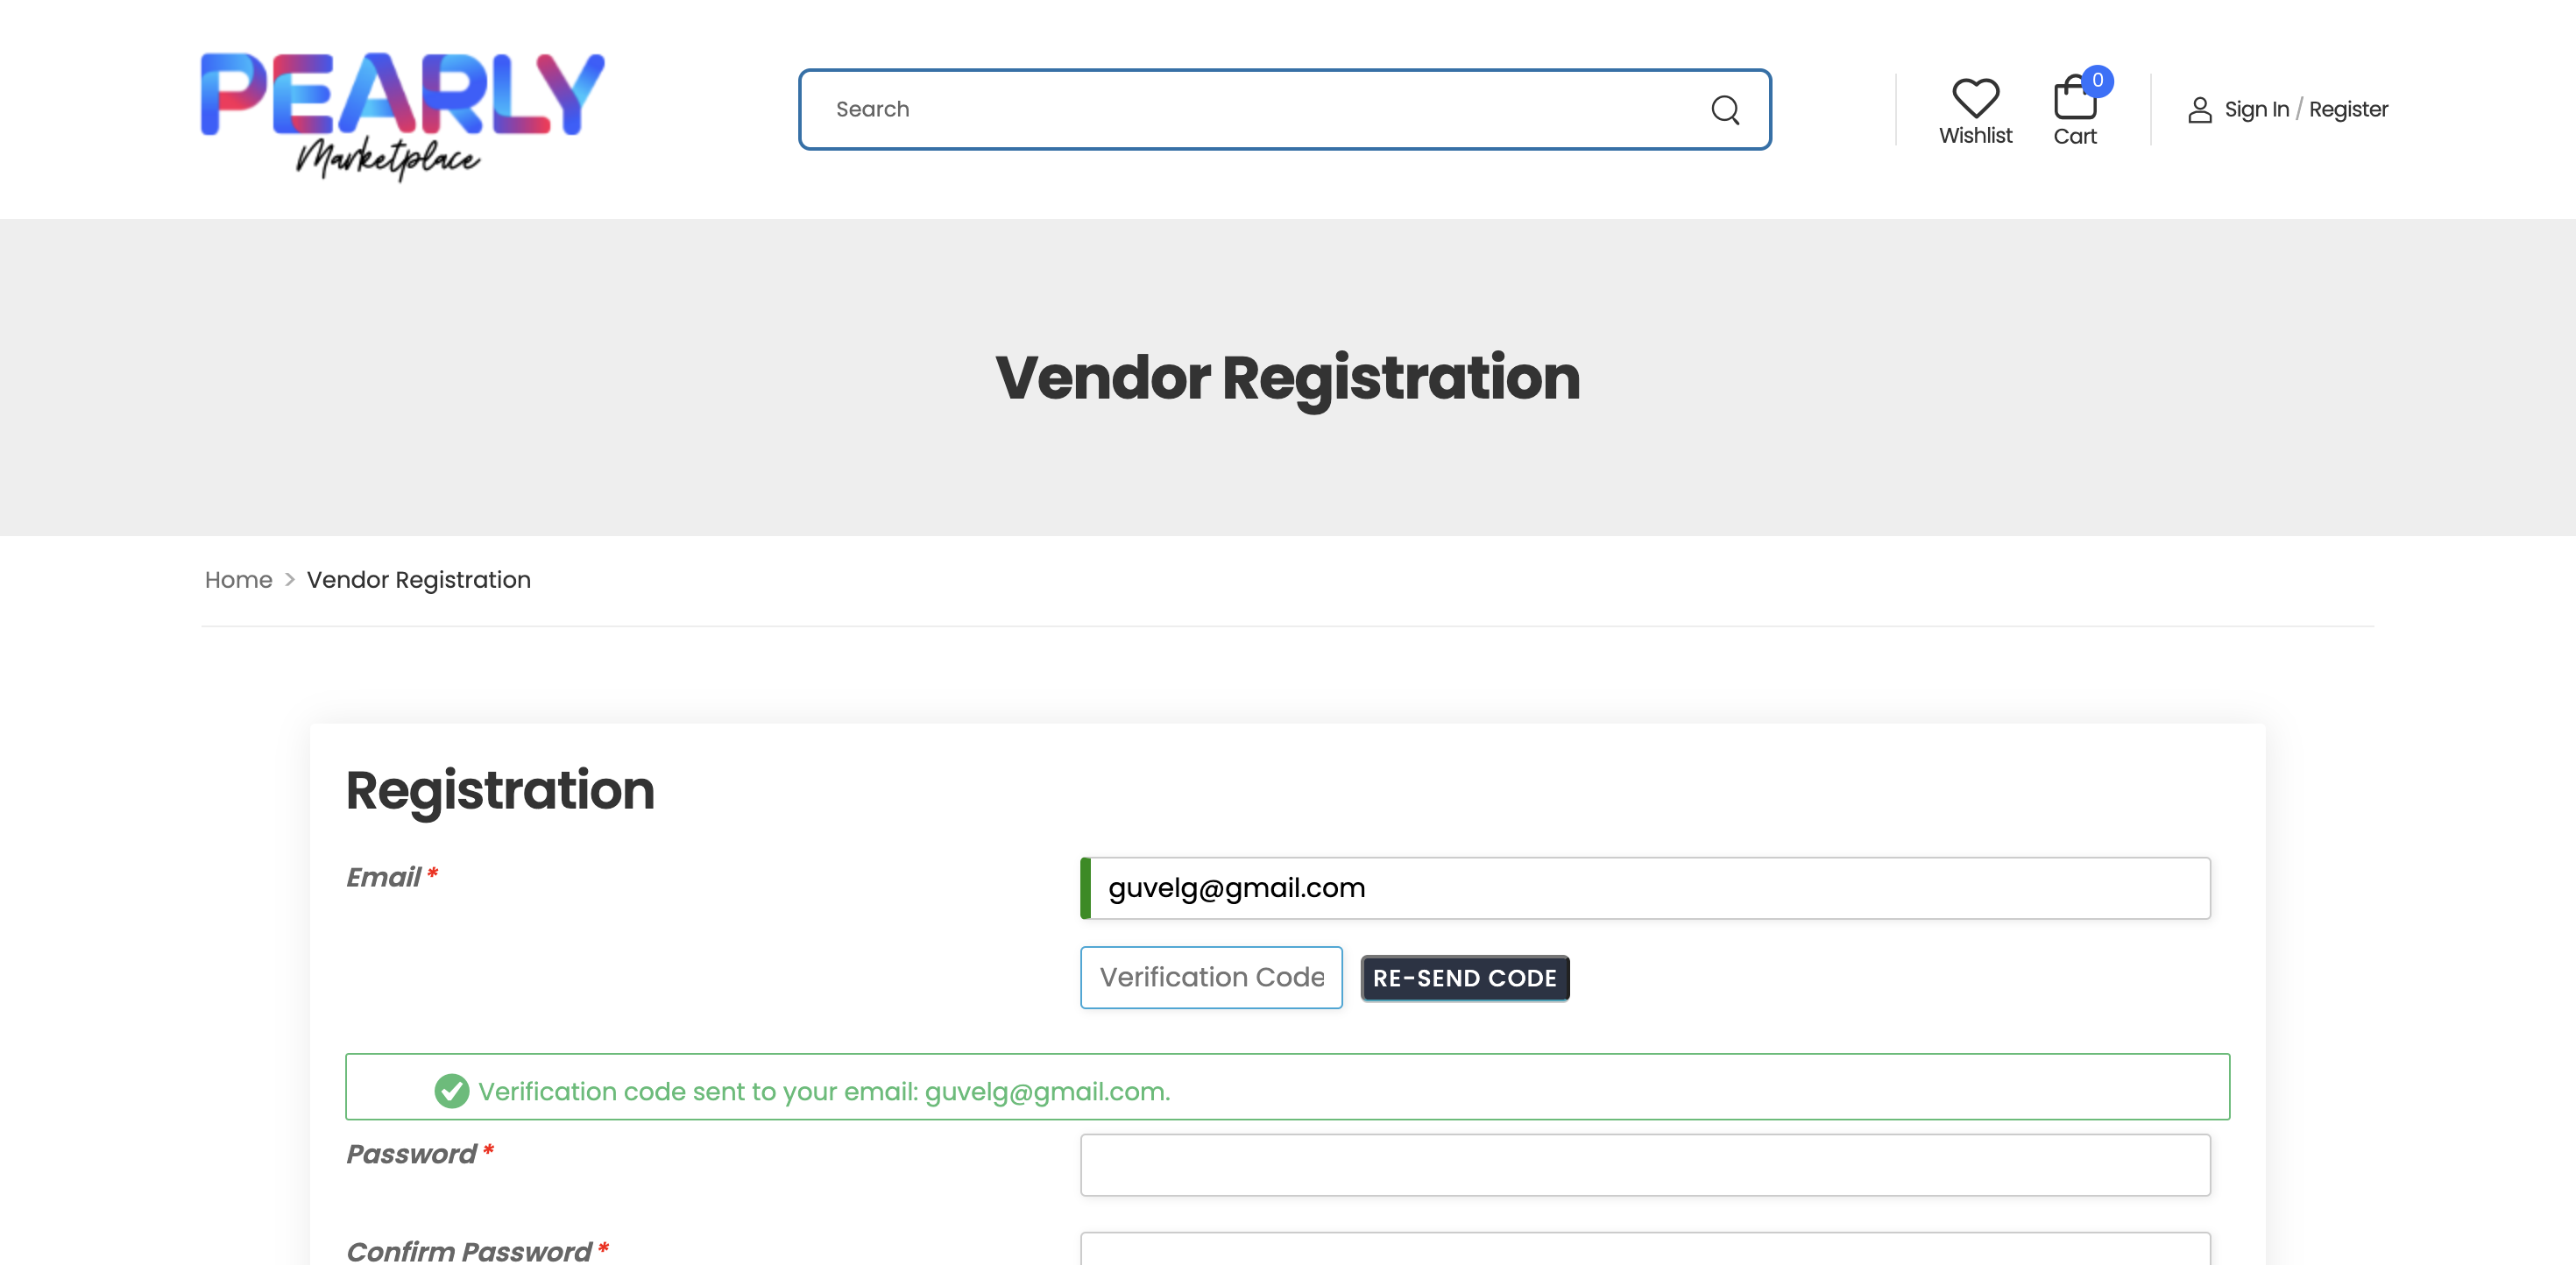 PEARLY
Marketplace
Search
Wishlist
0
Cart
Sign In / Register
Vendor Registration
Home > Vendor Registration
Registration
Email *
guvelg@gmail.com
Verification Code
RE-SEND CODE
Verification code sent to your email: guvelg@gmail.com.
Password *
Confirm Password *